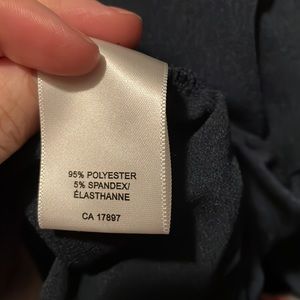 95% POLYESTER
5% SPANDEX/
ÉLASTHANNE
CA 17897